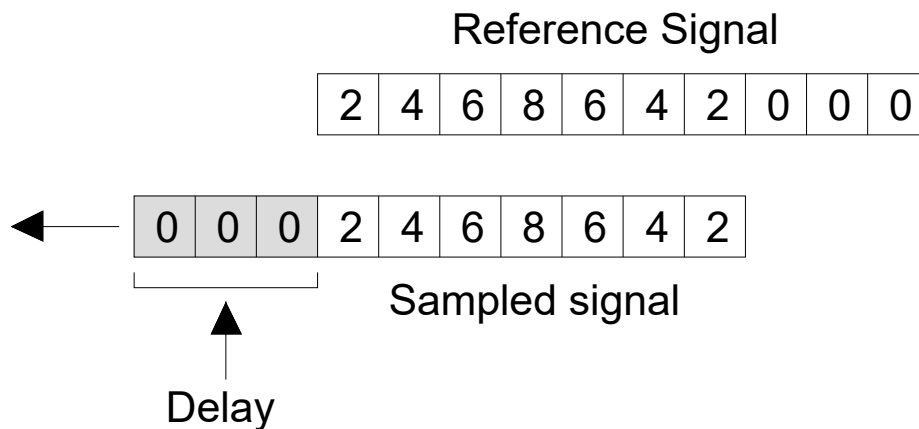 Reference Signal
2 4 6 8 6 4 2 0 0 0
0 0 0 2 4 6 8 6 4 2
Sampled signal
Delay